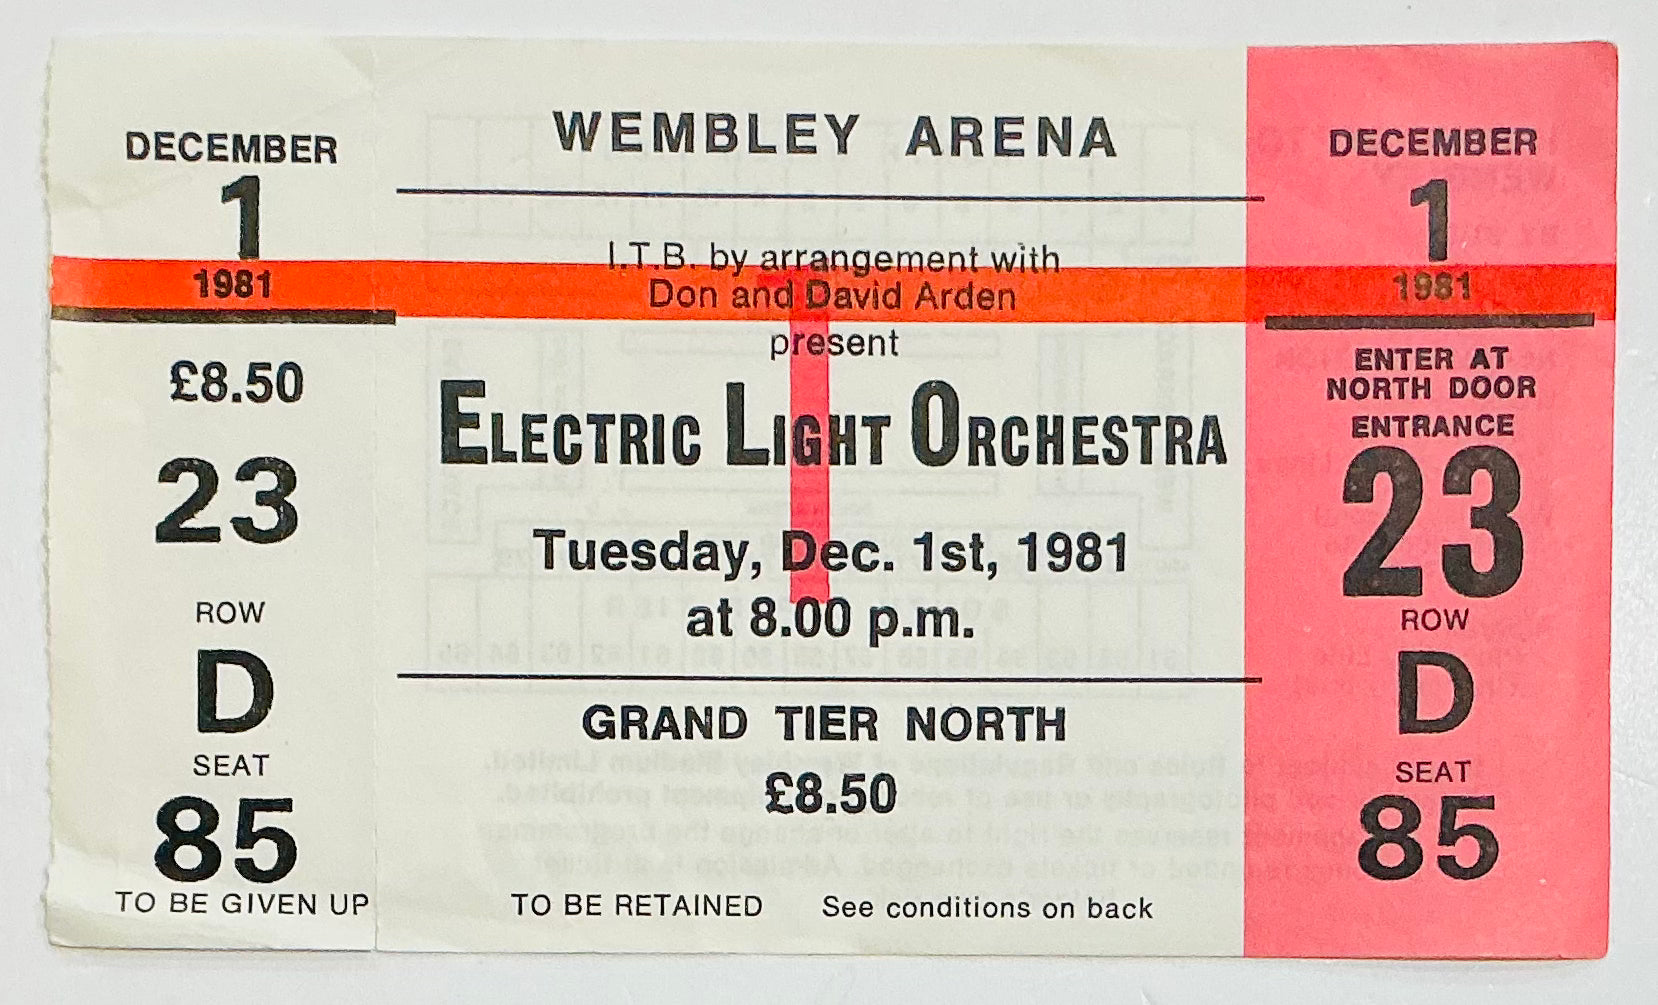 DECEMBER
1
1981
£8.50
23
ROW
D
SEAT
85
TO BE GIVEN UP
WEMBLEY ARENA
I.T.B. by arrangement with
Don and David Arden
present
ELECTRIC LIGHT ORCHESTRA
Tuesday, Dec. 1st, 1981
at 8.00 p.m.
GRAND TIER NORTH
£8.50
TO BE RETAINED See conditions on back
DECEMBER
1
1981
ENTER AT
NORTH DOOR
ENTRANCE
23
ROW
D
SEAT
85